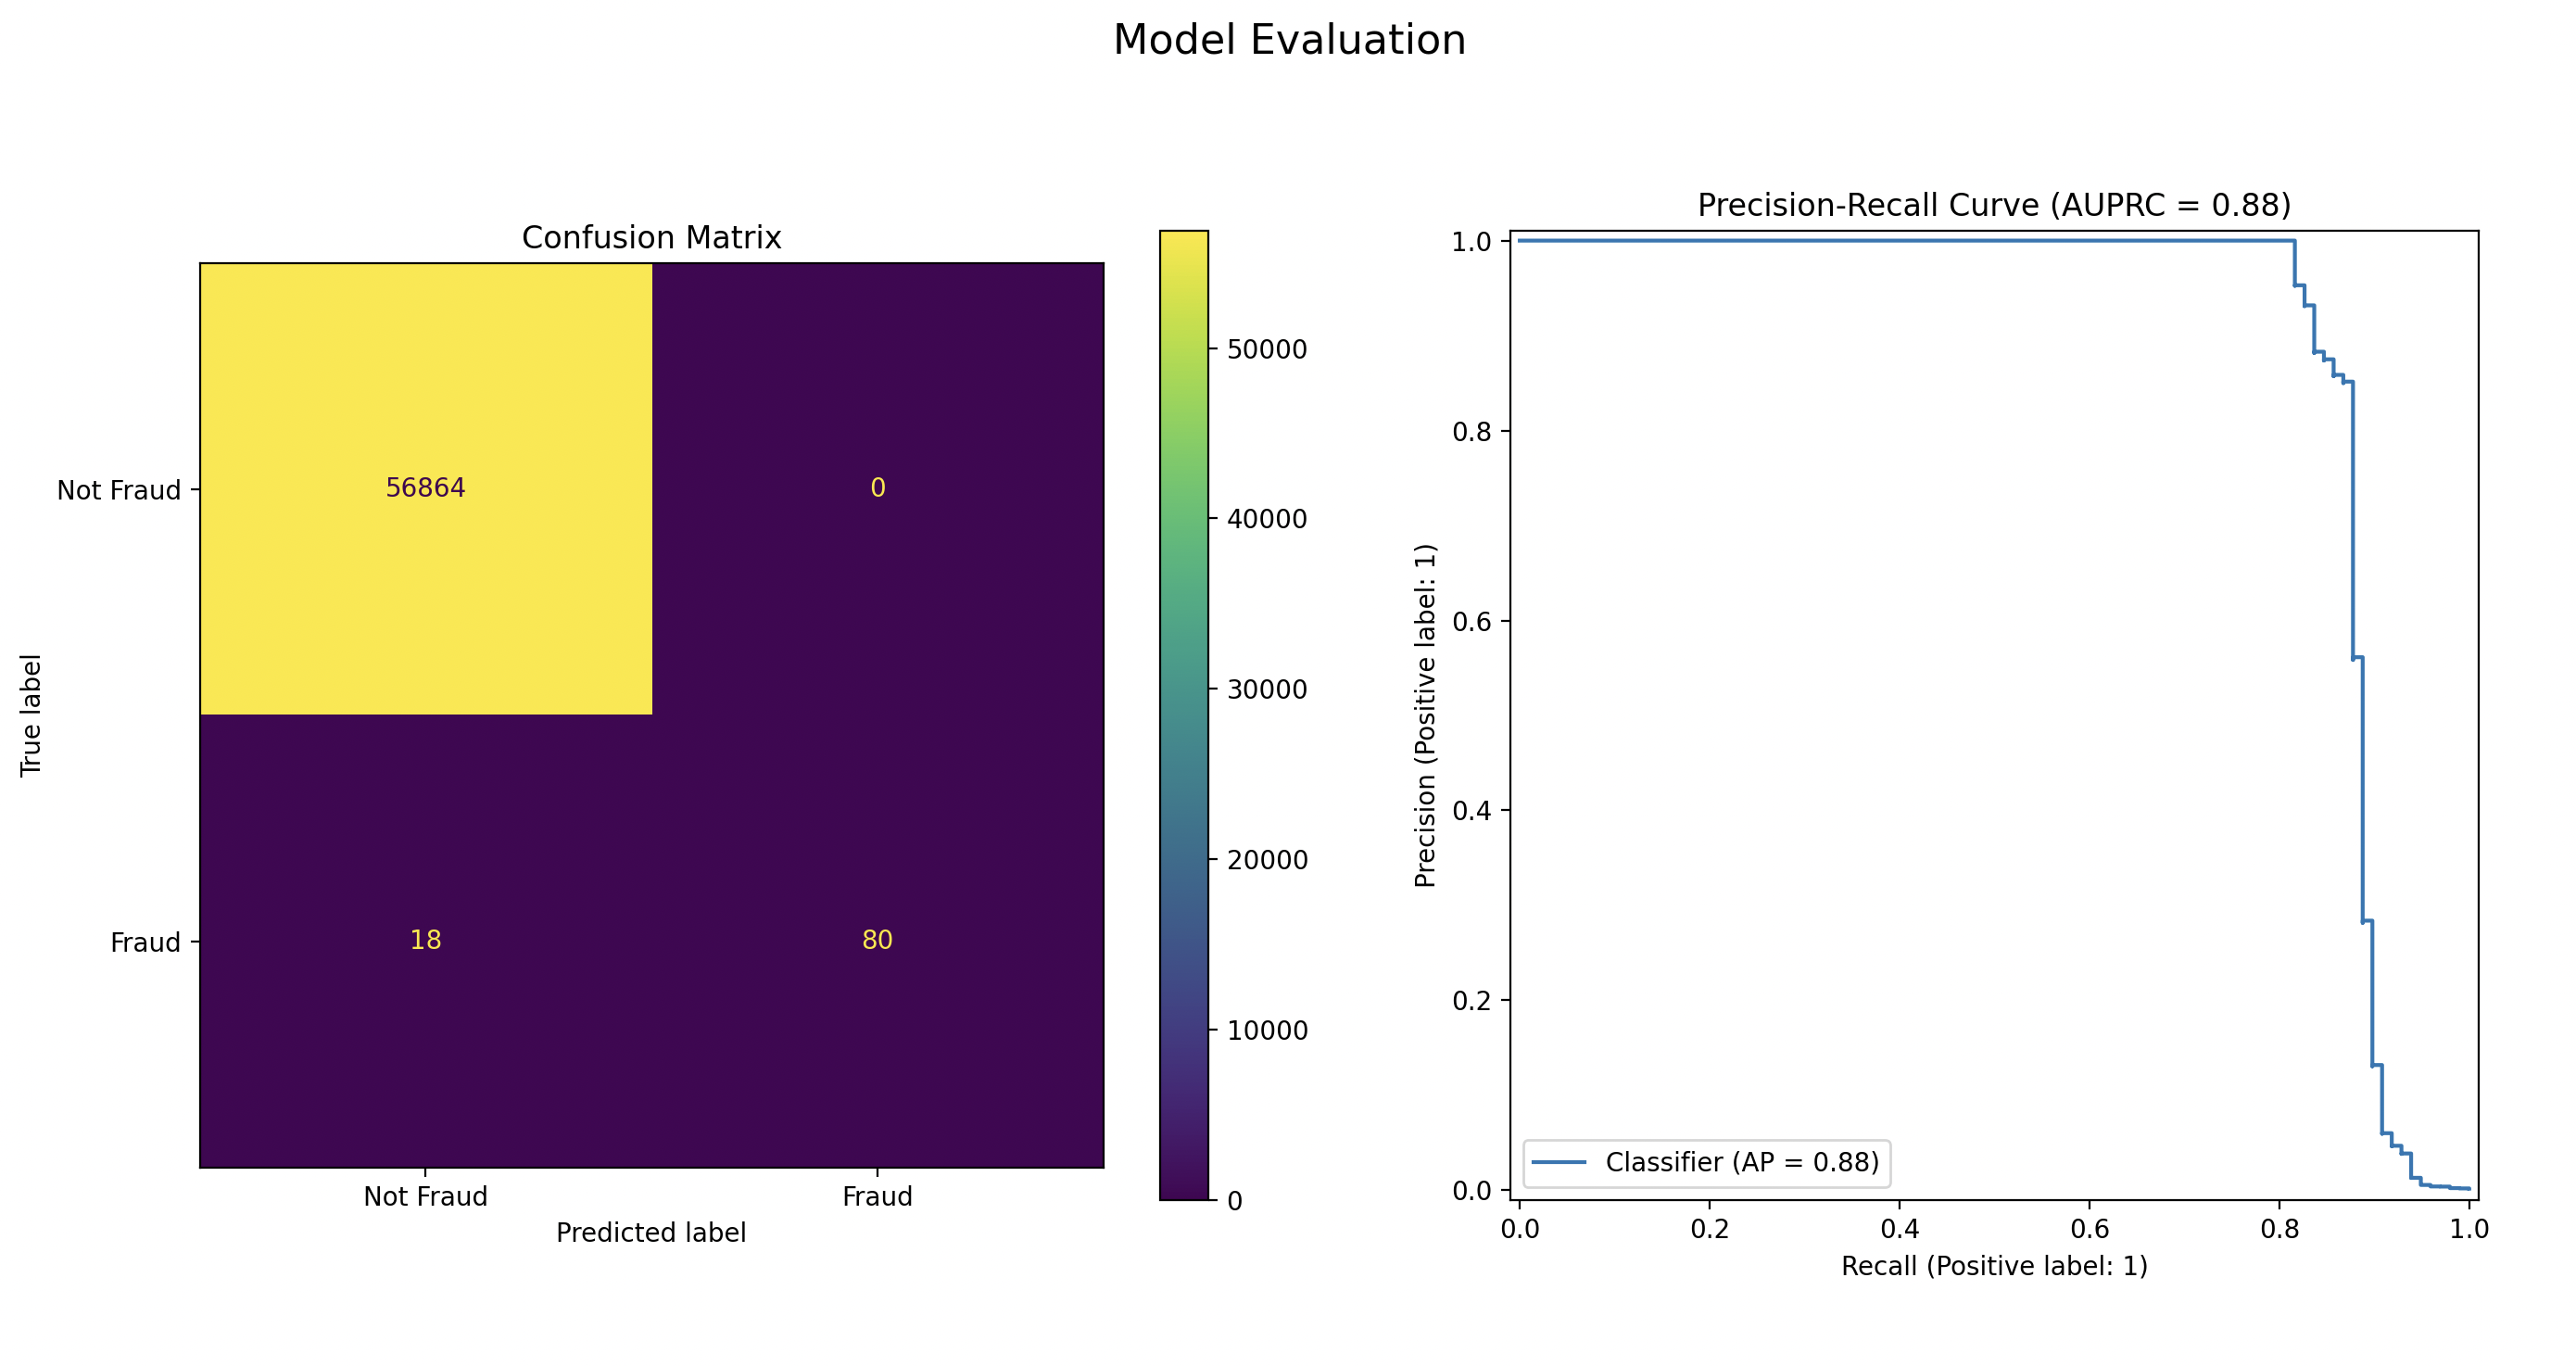 Model Evaluation
Confusion Matrix
True label
Not Fraud
Fraud
56864
0
18
80
Not Fraud
Fraud
Predicted label
50000
40000
30000
20000
10000
0
Precision-Recall Curve (AUPRC = 0.88)
Precision (Positive label: 1)
1.0
0.8
0.6
0.4
0.2
0.0
Classifier (AP = 0.88)
0.0
0.2
0.4
0.6
0.8
1.0
Recall (Positive label: 1)